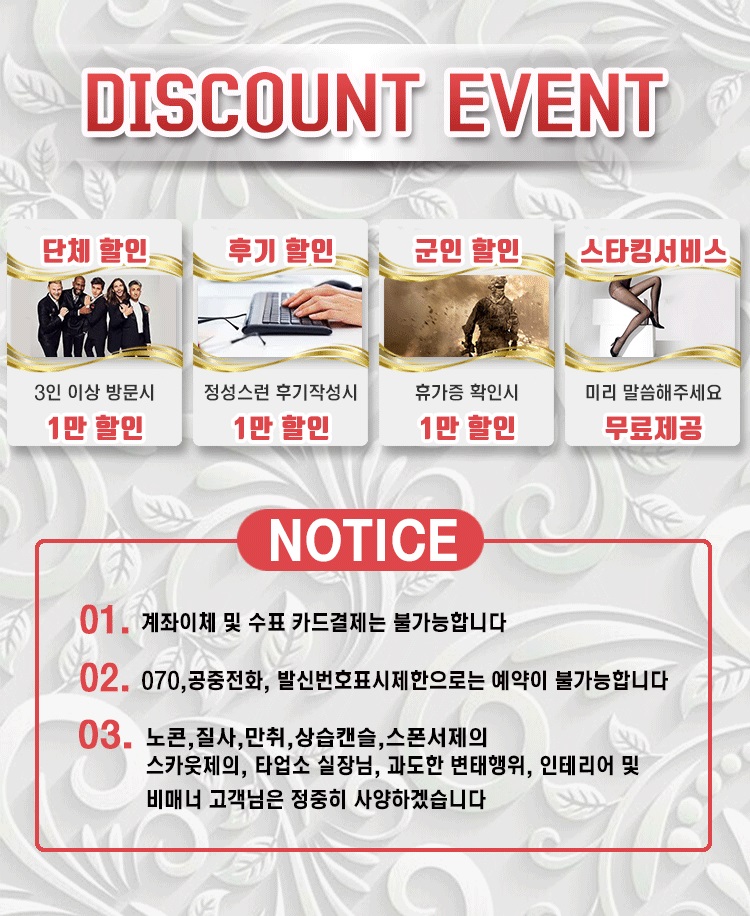 DISCOUNT EVENT
단체 할인
3인 이상 방문시
1만 할인
후기 할인
정성스런 후기작성시
1만 할인
군인 할인
휴가증 확인시
1만 할인
스타킹서비스
미리 말씀해주세요
무료제공
NOTICE
01. 계좌이체 및 수표 카드결제는 불가능합니다
02. 070,공중전화, 발신번호표시제한으로는 예약이 불가능합니다
03. 노콘,질사,만취,상습캔슬,스폰서제의
스카웃제의, 타업소 실장님, 과도한 변태행위, 인테리어 및
비매너 고객님은 정중히 사양하겠습니다